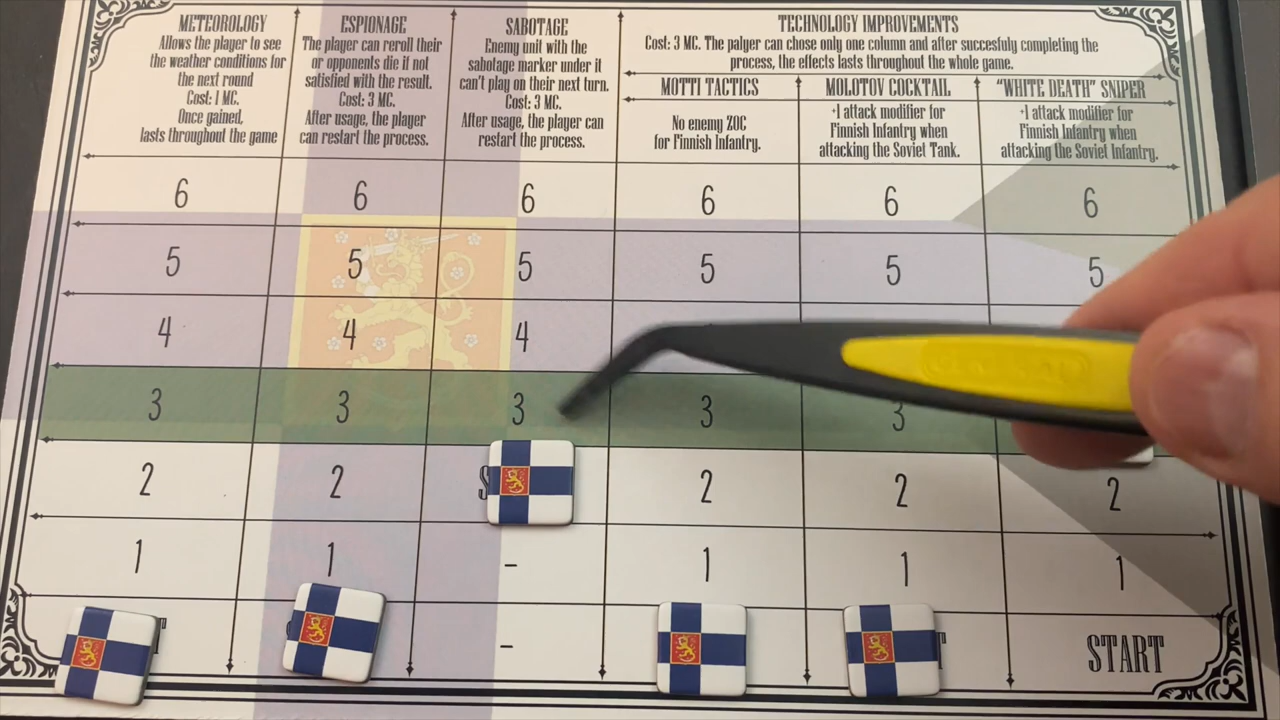 METEOROLOGY
Allows the player to see
the weather conditions for
the next round
Cost: 1 MC.
Once gained,
lasts throughout the game
ESPIONAGE
The player can reroll their
or opponents die if not
satisfied with the result.
Cost: 3 MC.
After usage, the player
can restart the process.
SABOTAGE
Enemy unit with the
sabotage marker under it
can't play on their next turn.
Cost: 3 MC.
After usage, the player can
restart the process.
TECHNOLOGY IMPROVEMENTS
Cost: 3 MC. The palyer can chose only one column and after succesfuly completing the
process, the effects lasts throughout the whole game.
MOTTI TACTICS
No enemy ZOC
for Finnish Infantry.
MOLOTOV COCKTAIL
+1 attack modifier for
Finnish Infantry when
attacking the Soviet Tank.
"WHITE DEATH" SNIPER
+1 attack modifier for
Finnish Infantry when
attacking the Soviet Infantry.
6 6 6 6 6 6
5 5 5 5 5 5
4 4 4
3 3 3 3 3
2 2 S 2 2 2
1 1 - 1 1 1
T - T START